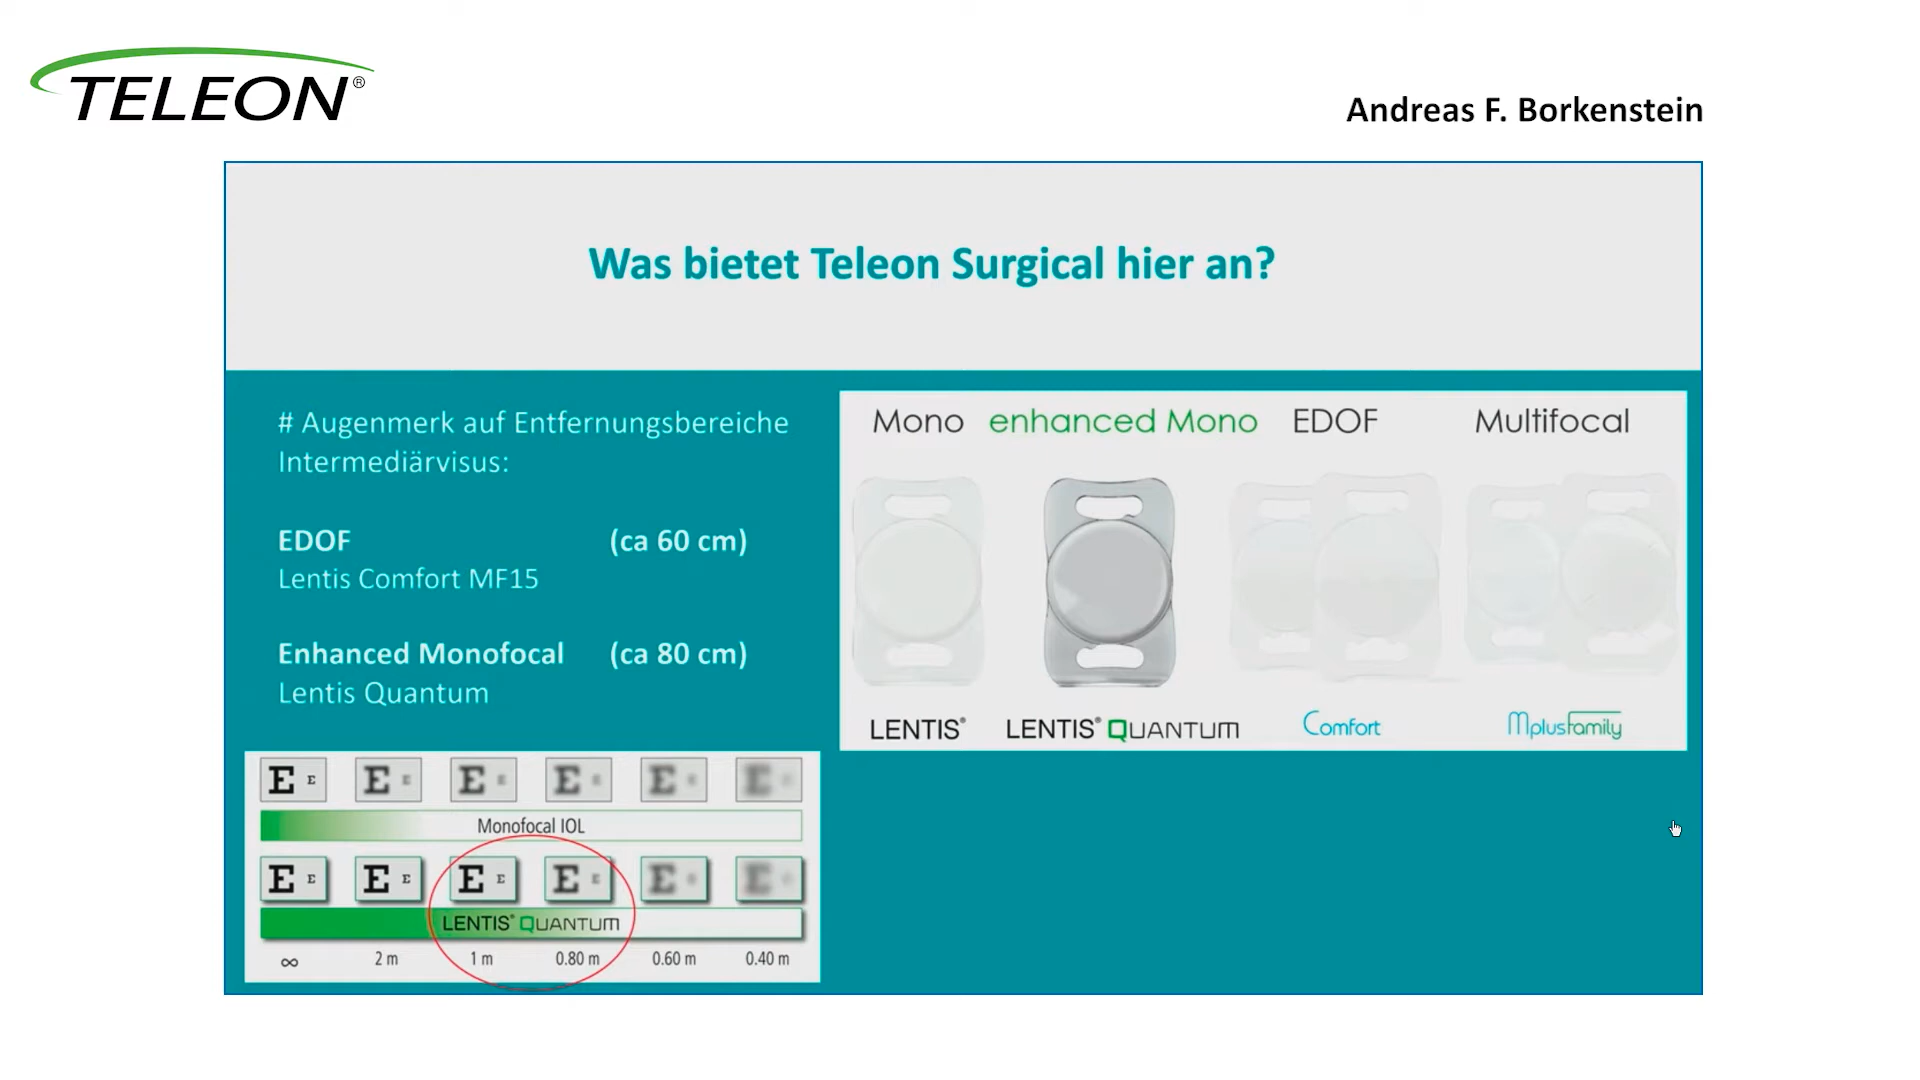 TELEON®
Andreas F. Borkenstein
Was bietet Teleon Surgical hier an?
# Augenmerk auf Entfernungsbereiche
Intermediärvisus:
EDOF (ca 60 cm)
Lentis Comfort MF15
Enhanced Monofocal (ca 80 cm)
Lentis Quantum
Mono enhanced Mono EDOF Multifocal
LENTIS® LENTIS® QUANTUM Comfort MplusFamily
E E E E E E E E E E
Monofocal IOL
E E E E E E E E E E
LENTIS® QUANTUM
∞ 2 m 1 m 0.80 m 0.60 m 0.40 m